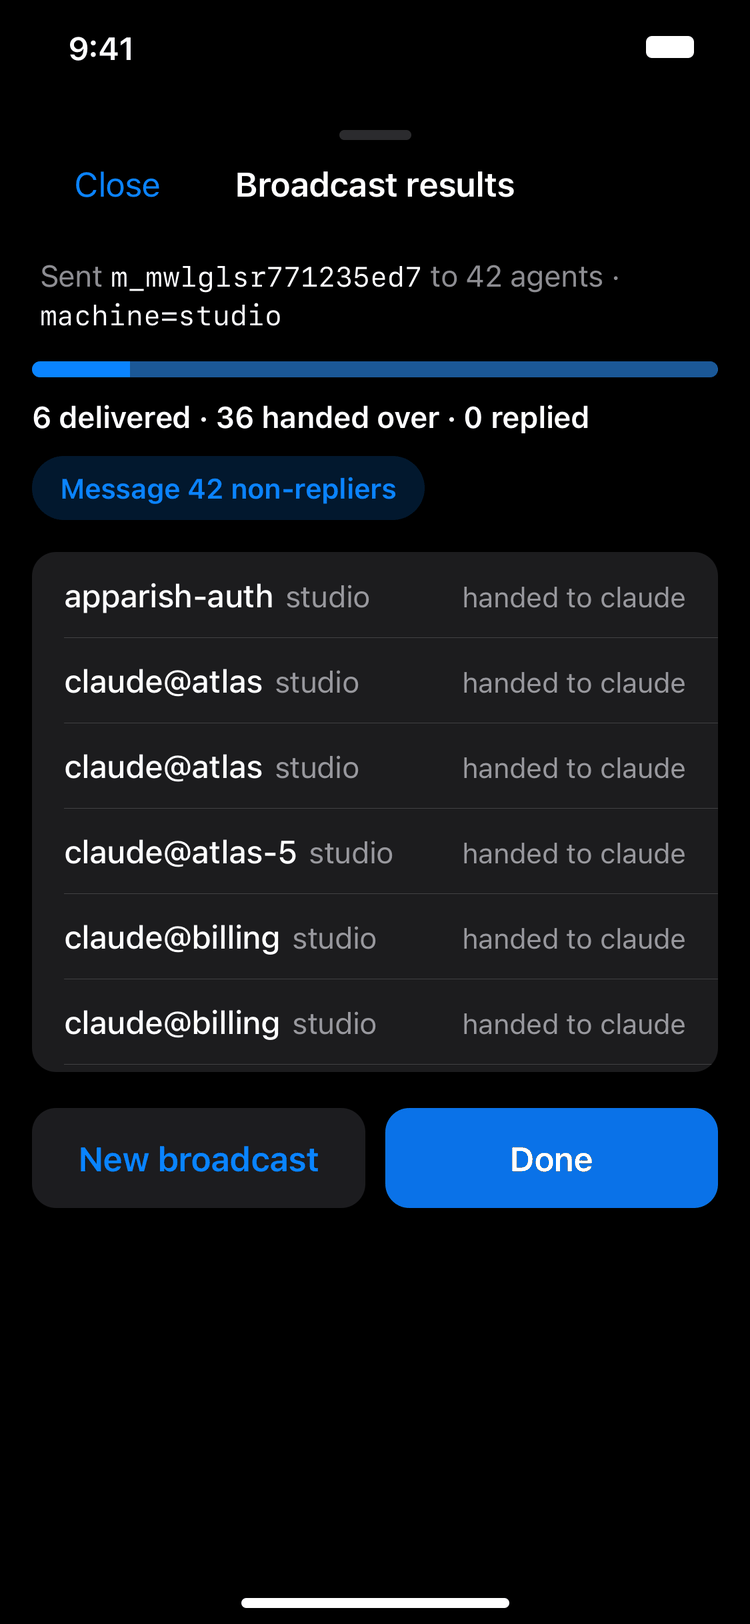 9:41
Close Broadcast results
Sent m_mwlglsr771235ed7 to 42 agents ·
machine=studio
6 delivered · 36 handed over · 0 replied
Message 42 non-repliers
apparish-auth studio handed to claude
claude@atlas studio handed to claude
claude@atlas studio handed to claude
claude@atlas-5 studio handed to claude
claude@billing studio handed to claude
claude@billing studio handed to claude
New broadcast Done